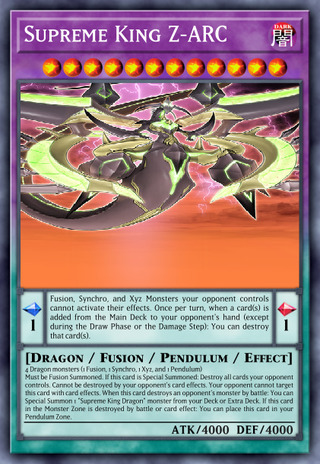 Supreme King Z-ARC
DARK
闇
Fusion, Synchro, and Xyz Monsters your opponent controls
cannot activate their effects. Once per turn, when a card(s) is
added from the Main Deck to your opponent's hand (except
during the Draw Phase or the Damage Step): You can destroy
that card(s).
1
1
[Dragon / Fusion / Pendulum / Effect]
4 Dragon monsters (1 Fusion, 1 Synchro, 1 Xyz, and 1 Pendulum)
Must be Fusion Summoned. If this card is Special Summoned: Destroy all cards your opponent
controls. Cannot be destroyed by your opponent's card effects. Your opponent cannot target
this card with card effects. When this card destroys an opponent's monster by battle: You can
Special Summon 1 "Supreme King Dragon" monster from your Deck or Extra Deck. If this card
in the Monster Zone is destroyed by battle or card effect: You can place this card in your
Pendulum Zone.
ATK/4000 DEF/4000